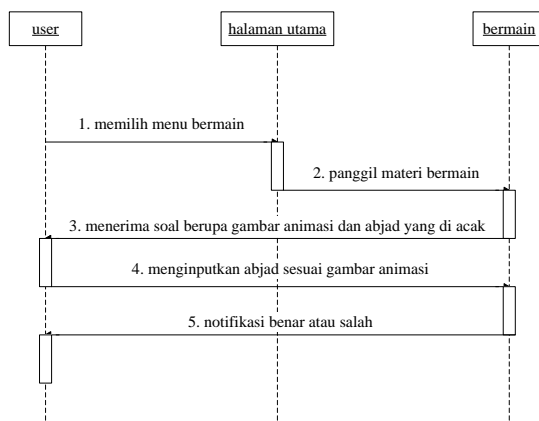 user
halaman utama
bermain
1. memilih menu bermain
2. panggil materi bermain
3. menerima soal berupa gambar animasi dan abjad yang di acak
4. menginputkan abjad sesuai gambar animasi
5. notifikasi benar atau salah